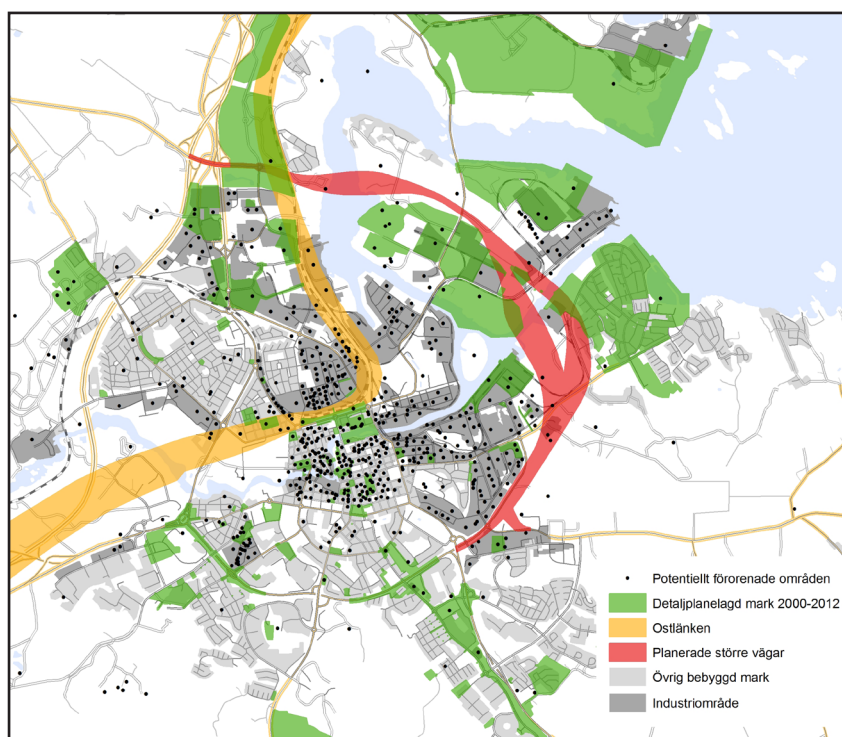 Potentiellt förorenade områden
Detaljplanelagd mark 2000-2012
Ostlänken
Planerade större vägar
Övrig bebyggd mark
Industriområde